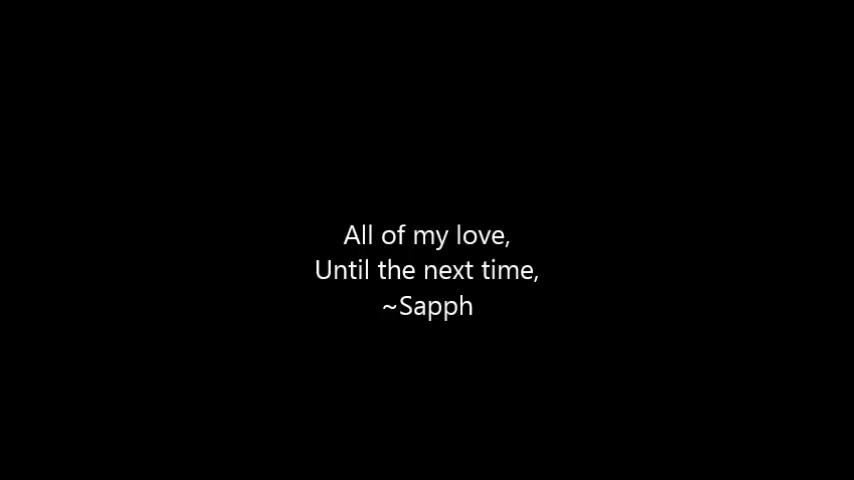 All of my love,
Until the next time,
~Sapph